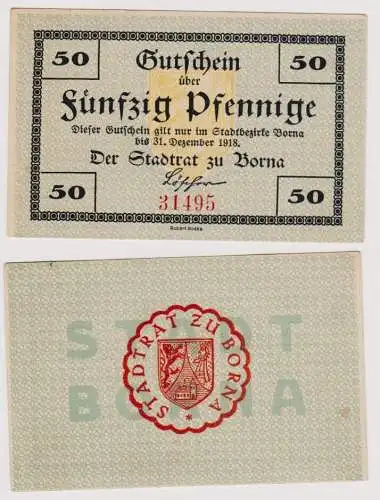 50 Gutschein 50
über
Fünfzig Pfennige
Dieser Gutschein gilt nur im Stadtbezirke Borna
bis 31. Dezember 1918.
Der Stadtrat zu Borna
50 Löscher 50
31495
STADT
BORNA
STADTRAT ZU BORNA